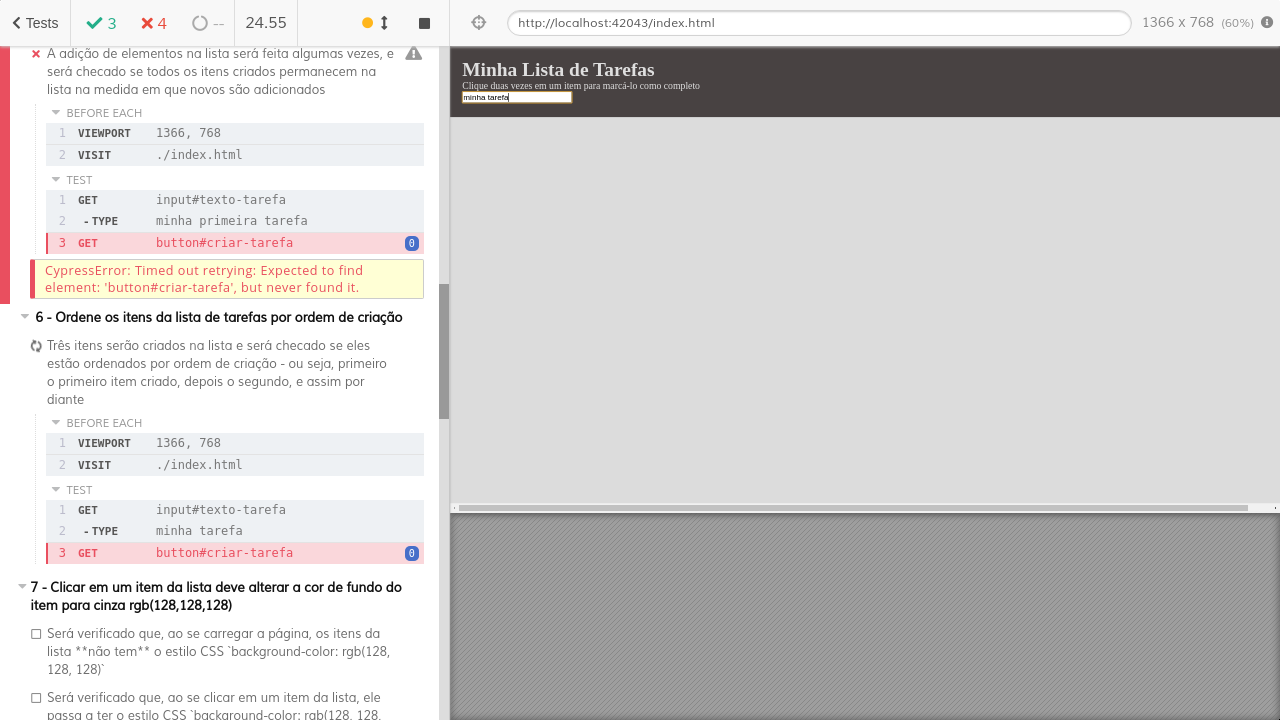 Tests
3
4
--
24.55
http://localhost:42043/index.html
1366 x 768 (60%)
A adição de elementos na lista será feita algumas vezes, e
será checado se todos os itens criados permanecem na
lista na medida em que novos são adicionados
BEFORE EACH
1 VIEWPORT 1366, 768
2 VISIT ./index.html
TEST
1 GET input#texto-tarefa
2 -TYPE minha primeira tarefa
3 GET button#criar-tarefa 0
CypressError: Timed out retrying: Expected to find
element: 'button#criar-tarefa', but never found it.
6 - Ordene os itens da lista de tarefas por ordem de criação
Três itens serão criados na lista e será checado se eles
estão ordenados por ordem de criação - ou seja, primeiro
o primeiro item criado, depois o segundo, e assim por
diante
BEFORE EACH
1 VIEWPORT 1366, 768
2 VISIT ./index.html
TEST
1 GET input#texto-tarefa
2 -TYPE minha tarefa
3 GET button#criar-tarefa 0
7 - Clicar em um item da lista deve alterar a cor de fundo do
item para cinza rgb(128,128,128)
Será verificado que, ao se carregar a página, os itens da
lista **não tem** o estilo CSS `background-color: rgb(128,
128, 128)`
Será verificado que, ao se clicar em um item da lista, ele
passa a ter o estilo CSS `background-color: rgb(128, 128,
Minha Lista de Tarefas
Clique duas vezes em um item para marcá-lo como completo
minha tarefa